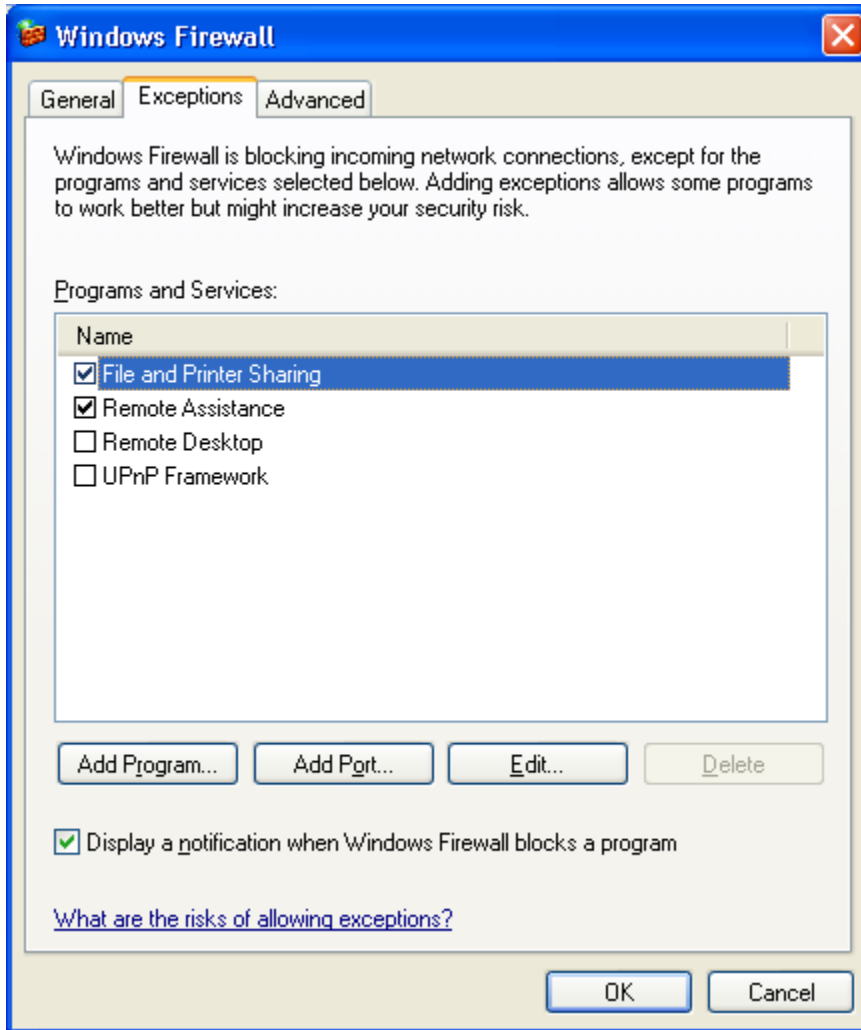 Windows Firewall
General Exceptions Advanced
Windows Firewall is blocking incoming network connections, except for the
programs and services selected below. Adding exceptions allows some programs
to work better but might increase your security risk.
Programs and Services:
Name
File and Printer Sharing
Remote Assistance
Remote Desktop
UPnP Framework
Add Program... Add Port... Edit... Delete
Display a notification when Windows Firewall blocks a program
What are the risks of allowing exceptions?
OK Cancel